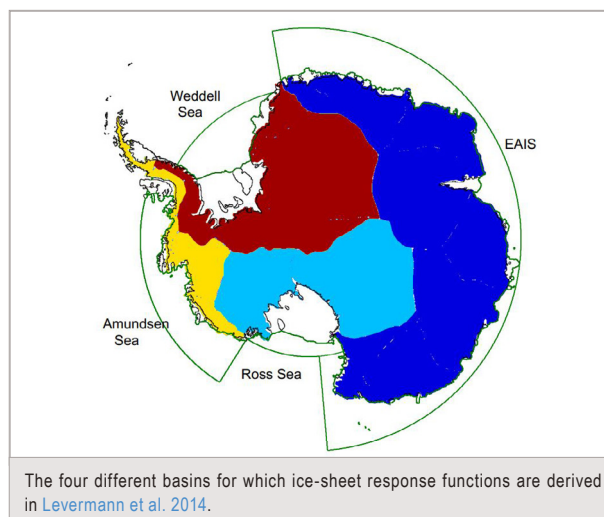 Weddell
Sea
EAIS
Amundsen
Sea
Ross Sea
The four different basins for which ice-sheet response functions are derived
in Levermann et al. 2014.